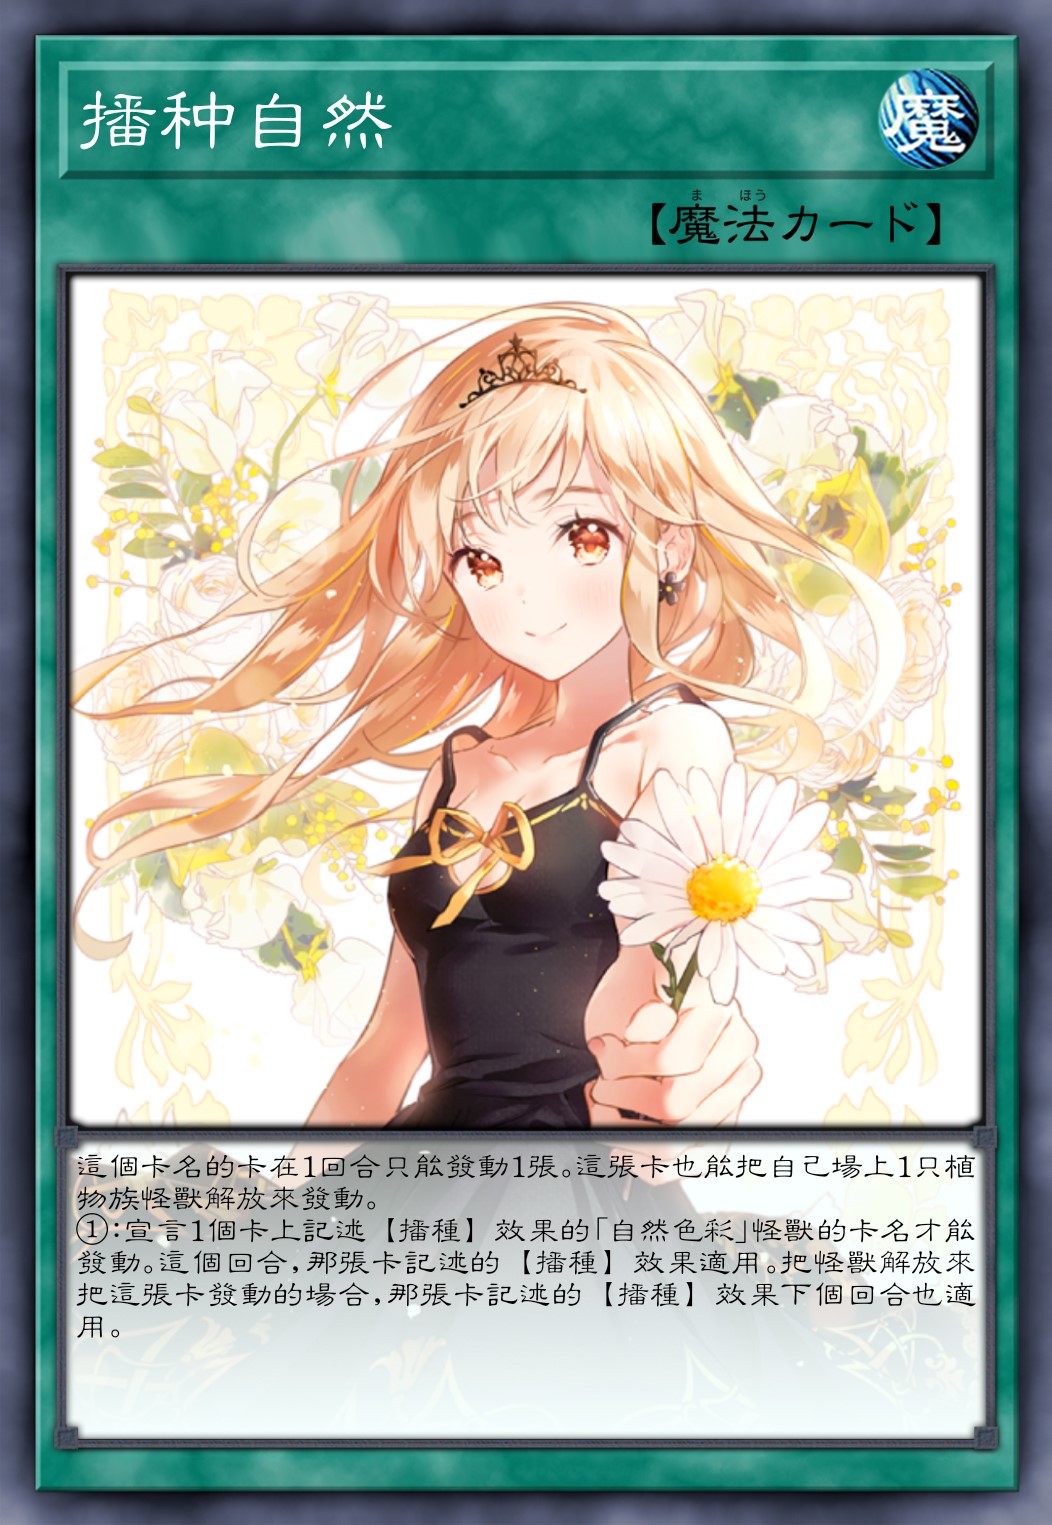 播种自然
魔
まほう
【魔法カード】
這個卡名的卡在1回合只能發動1張。這張卡也能把自己場上1只植
物族怪獸解放來發動。
①:宣言1個卡上記述【播種】效果的「自然色彩」怪獸的卡名才能
發動。這個回合,那張卡記述的【播種】效果適用。把怪獸解放來
把這張卡發動的場合,那張卡記述的【播種】效果下個回合也適
用。